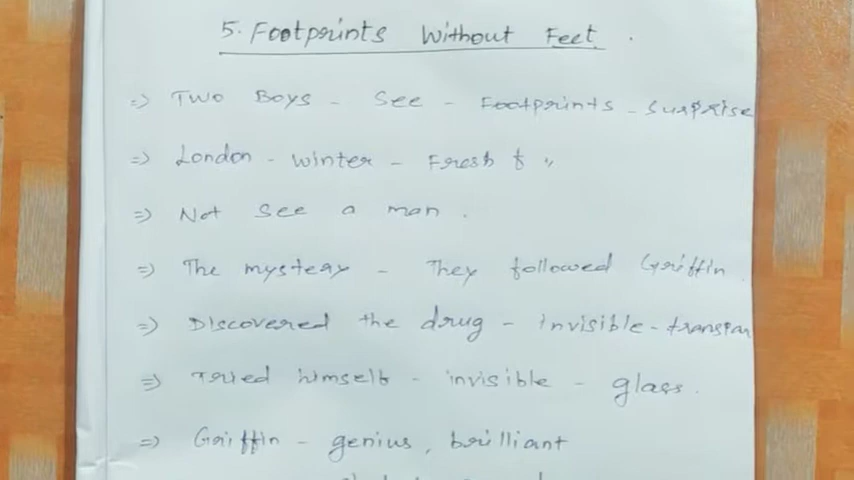 5. Footprints Without Feet.
=> Two Boys - See - Footprints - Surprise
=> London - winter - Fresh f "
=> Not see a man.
=> The mystery - They followed Griffin
=> Discovered the drug - invisible - transpar
=> Tried himself - invisible - glass.
=> Griffin - genius, brilliant